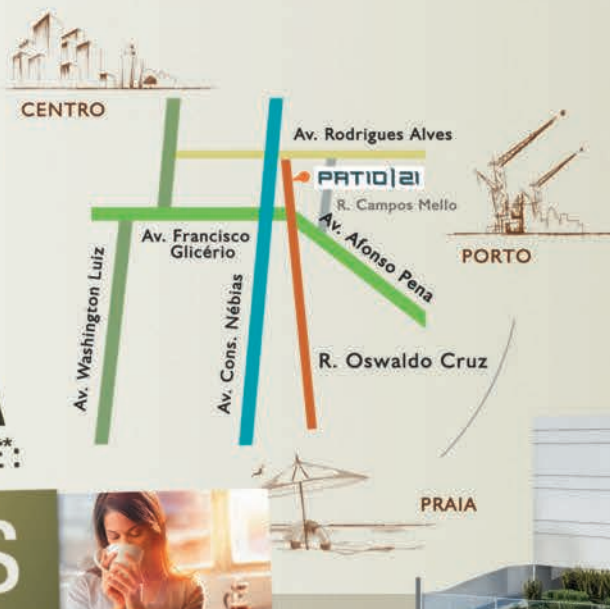 CENTRO
Av. Rodrigues Alves
PATIO|21
R. Campos Mello
Av. Francisco
Glicério
Av. Afonso Pena
PORTO
Av. Washington Luiz
Av. Cons. Nébias
R. Oswaldo Cruz
PRAIA
A
E*:
S